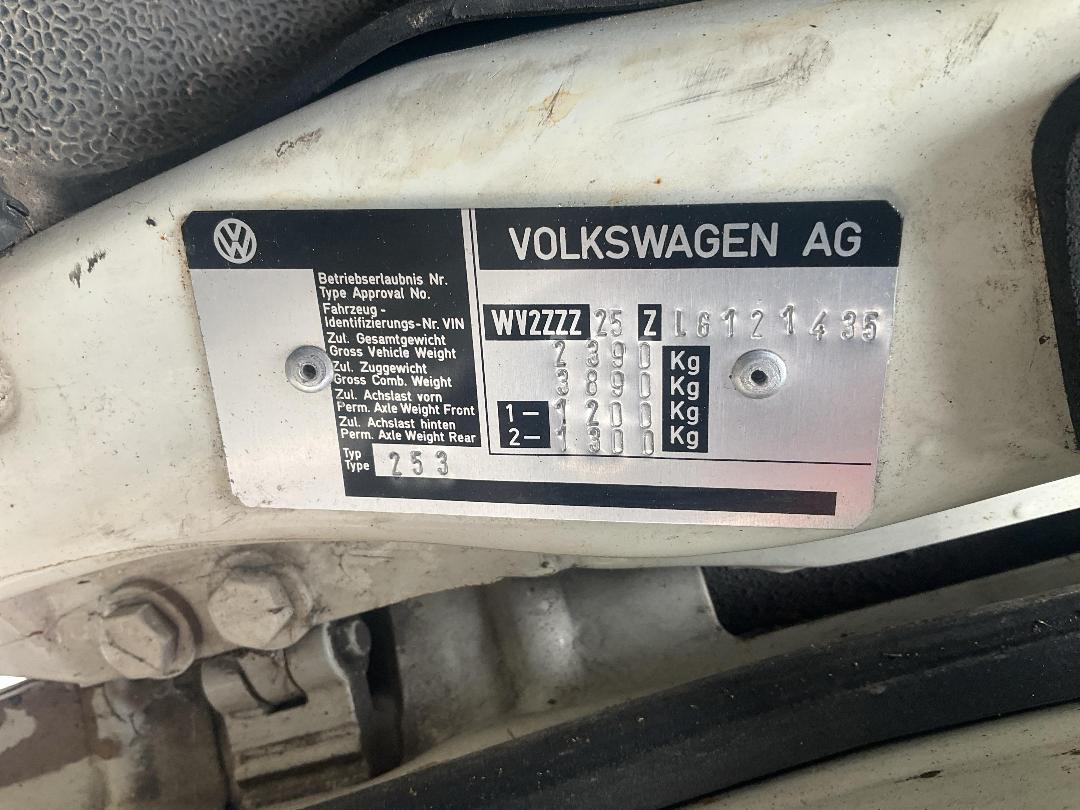 VOLKSWAGEN AG
Betriebserlaubnis Nr.
Type Approval No.
Fahrzeug -
Identifizierungs-Nr. VIN
WV2ZZZ 25 Z LG121435
Zul. Gesamtgewicht
Gross Vehicle Weight
2390 Kg
Zul. Zuggewicht
Gross Comb. Weight
3890 Kg
Zul. Achslast vorn
Perm. Axle Weight Front
1- 1200 Kg
Zul. Achslast hinten
Perm. Axle Weight Rear
2- 1300 Kg
Typ
Type
253